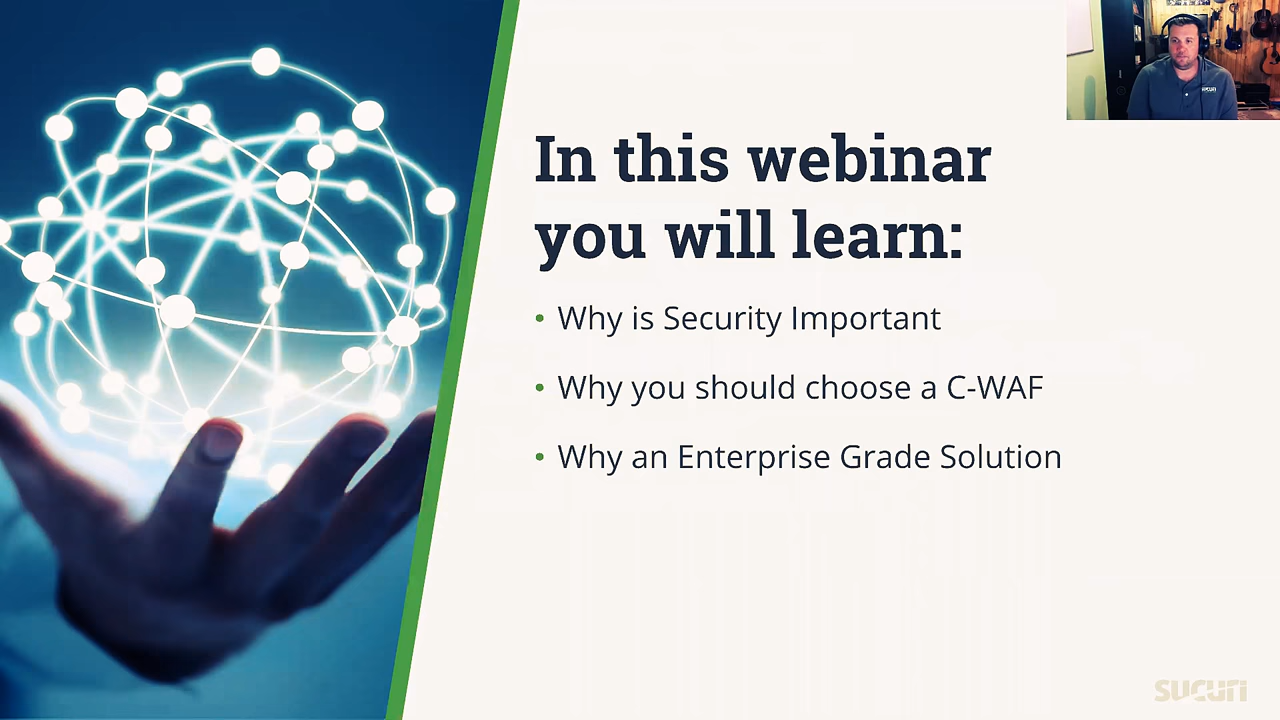 In this webinar
you will learn:
• Why is Security Important
• Why you should choose a C-WAF
• Why an Enterprise Grade Solution
sucuri
sucuri